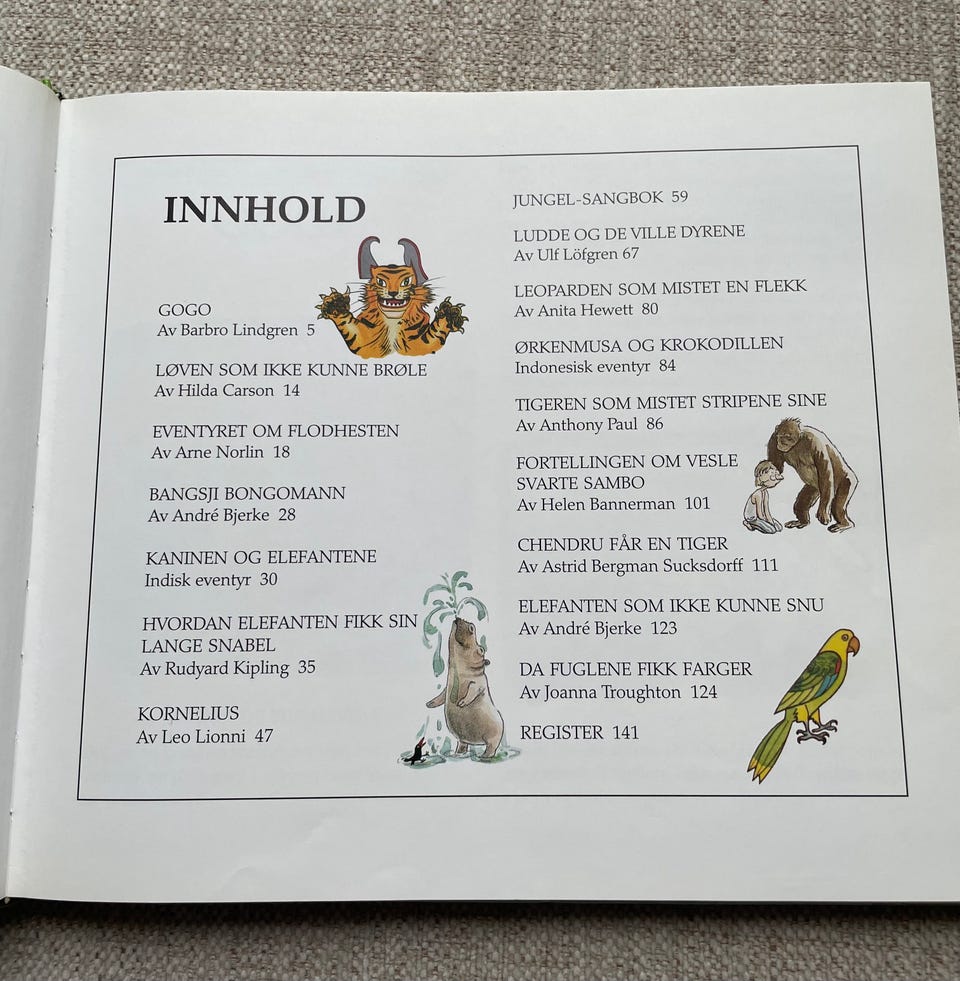 INNHOLD
GOGO
Av Barbro Lindgren 5
LØVEN SOM IKKE KUNNE BRØLE
Av Hilda Carson 14
EVENTYRET OM FLODHESTEN
Av Arne Norlin 18
BANGSJI BONGOMANN
Av André Bjerke 28
KANINEN OG ELEFANTENE
Indisk eventyr 30
HVORDAN ELEFANTEN FIKK SIN
LANGE SNABEL
Av Rudyard Kipling 35
KORNELIUS
Av Leo Lionni 47
JUNGEL-SANGBOK 59
LUDDE OG DE VILLE DYRENE
Av Ulf Löfgren 67
LEOPARDEN SOM MISTET EN FLEKK
Av Anita Hewett 80
ØRKENMUSA OG KROKODILLEN
Indonesisk eventyr 84
TIGEREN SOM MISTET STRIPENE SINE
Av Anthony Paul 86
FORTELLINGEN OM VESLE
SVARTE SAMBO
Av Helen Bannerman 101
CHENDRU FÅR EN TIGER
Av Astrid Bergman Sucksdorff 111
ELEFANTEN SOM IKKE KUNNE SNU
Av André Bjerke 123
DA FUGLENE FIKK FARGER
Av Joanna Troughton 124
REGISTER 141